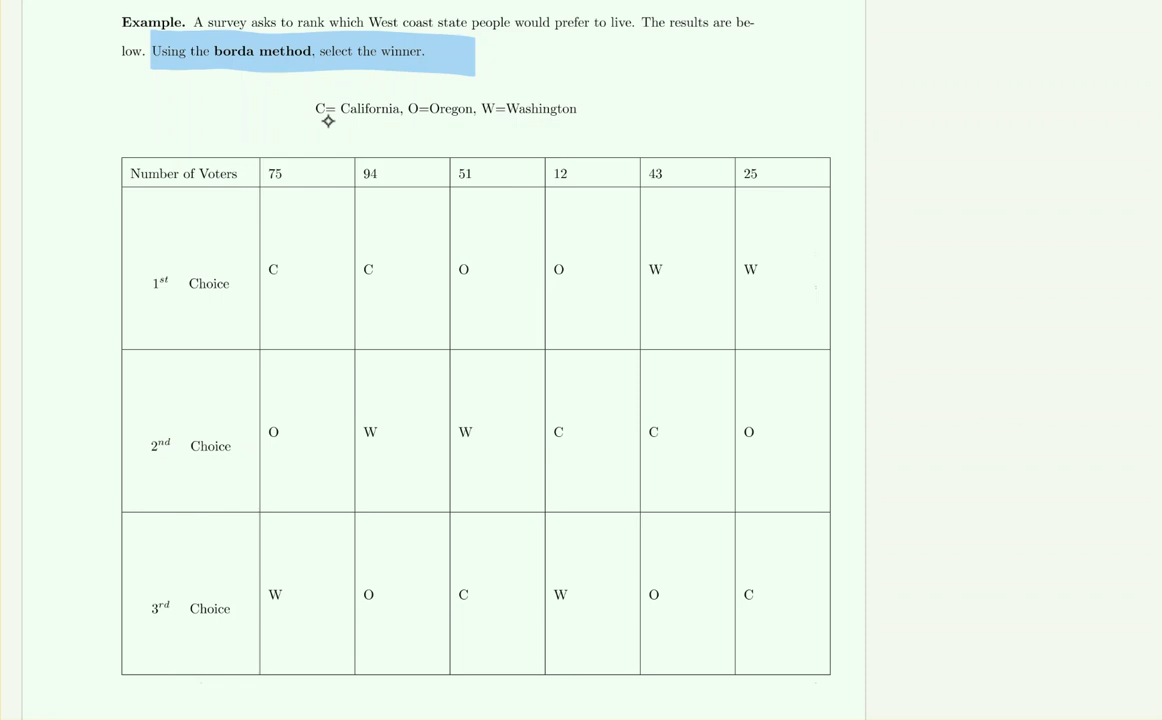 Example. A survey asks to rank which West coast state people would prefer to live. The results are be-
low. Using the borda method, select the winner.
C= California, O=Oregon, W=Washington
Number of Voters 75 94 51 12 43 25
1st Choice C C O O W W
2nd Choice O W W C C O
3rd Choice W O C W O C